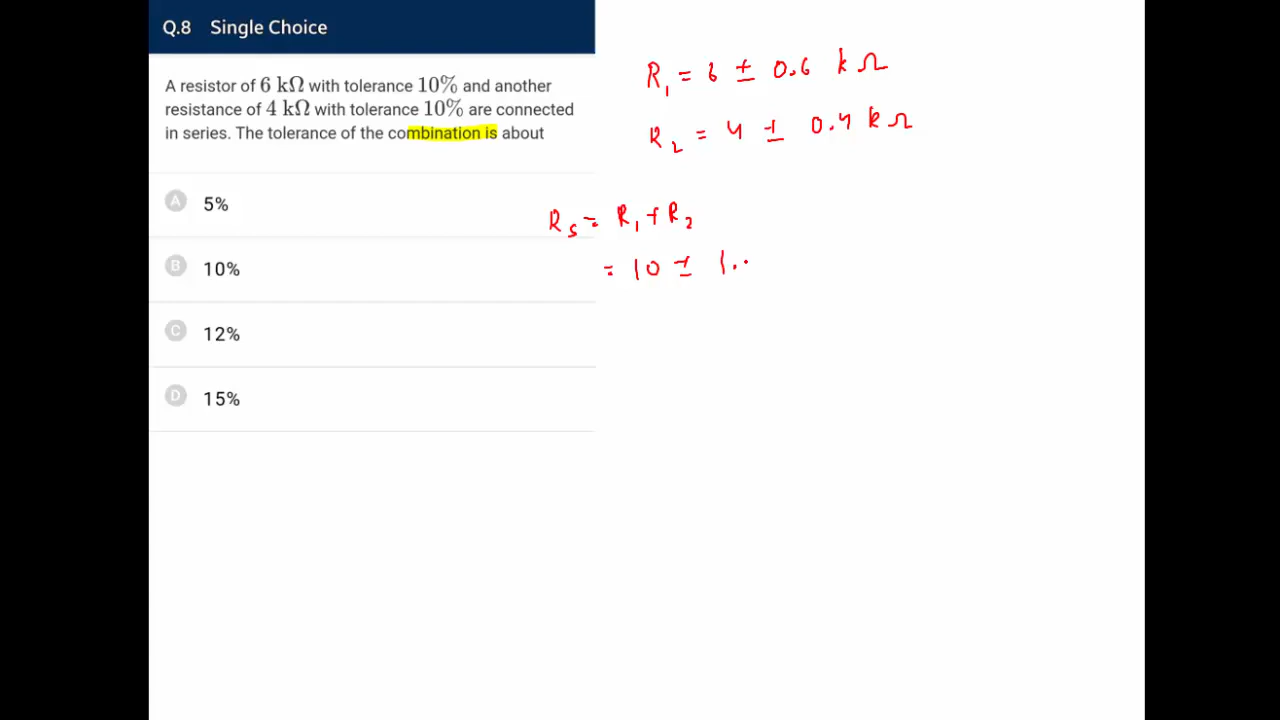 Q.8 Single Choice
A resistor of 6 kΩ with tolerance 10% and another
resistance of 4 kΩ with tolerance 10% are connected
in series. The tolerance of the combination is about
A 5%
B 10%
C 12%
D 15%
R₁ = 6 ± 0.6 kΩ
R₂ = 4 ± 0.4 kΩ
Rₛ = R₁ + R₂
= 10 ± 1.